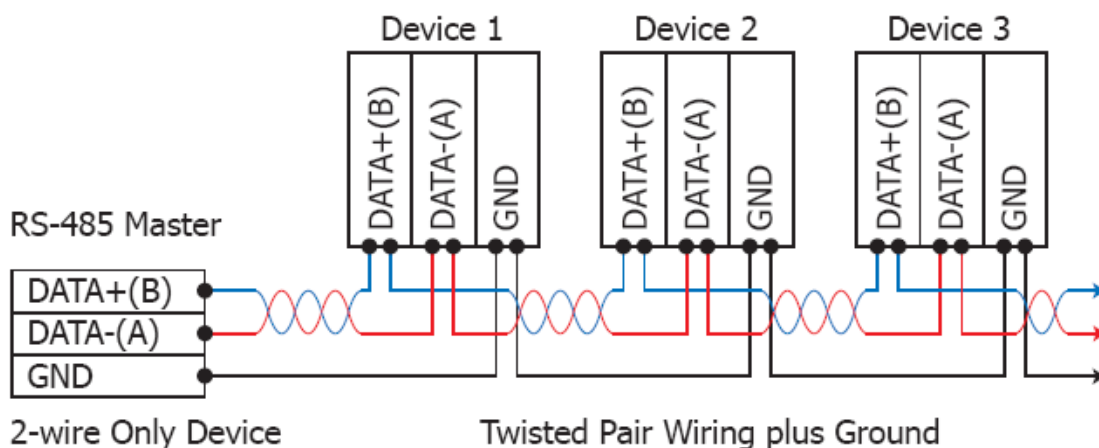 Device 1
Device 2
Device 3
DATA+(B)
DATA-(A)
GND
DATA+(B)
DATA-(A)
GND
DATA+(B)
DATA-(A)
GND
RS-485 Master
DATA+(B)
DATA-(A)
GND
2-wire Only Device
Twisted Pair Wiring plus Ground